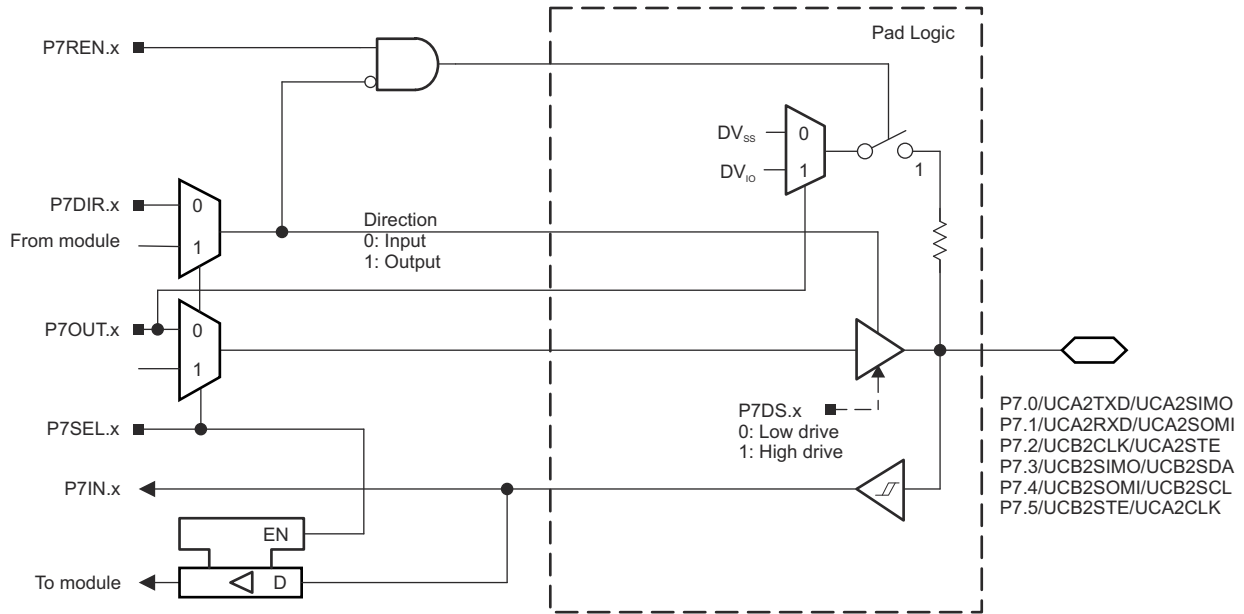 Pad Logic
P7REN.x
DVSS
0
DVIO
1
1
P7DIR.x
0
From module
1
Direction
0: Input
1: Output
P7OUT.x
0
1
P7DS.x
0: Low drive
1: High drive
P7SEL.x
P7.0/UCA2TXD/UCA2SIMO
P7.1/UCA2RXD/UCA2SOMI
P7.2/UCB2CLK/UCA2STE
P7.3/UCB2SIMO/UCB2SDA
P7.4/UCB2SOMI/UCB2SCL
P7.5/UCB2STE/UCA2CLK
P7IN.x
EN
To module
D